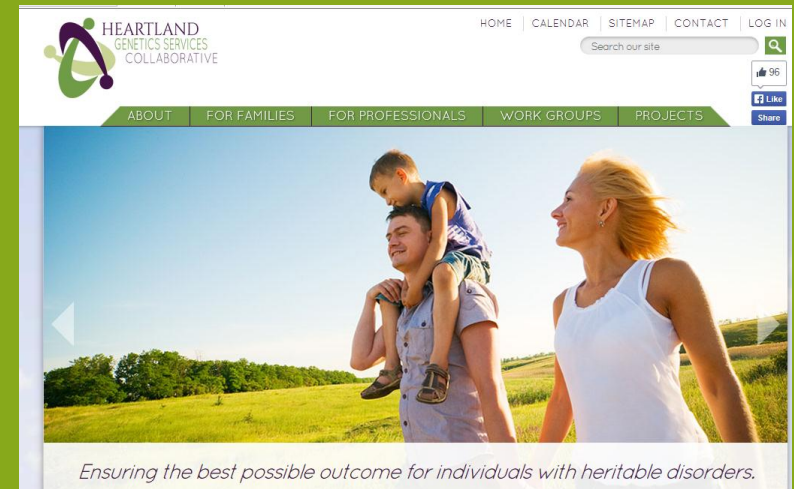 HEARTLAND
GENETICS SERVICES
COLLABORATIVE
HOME CALENDAR SITEMAP CONTACT LOG IN
Search our site
96
Like
Share
ABOUT FOR FAMILIES FOR PROFESSIONALS WORK GROUPS PROJECTS
Ensuring the best possible outcome for individuals with heritable disorders.